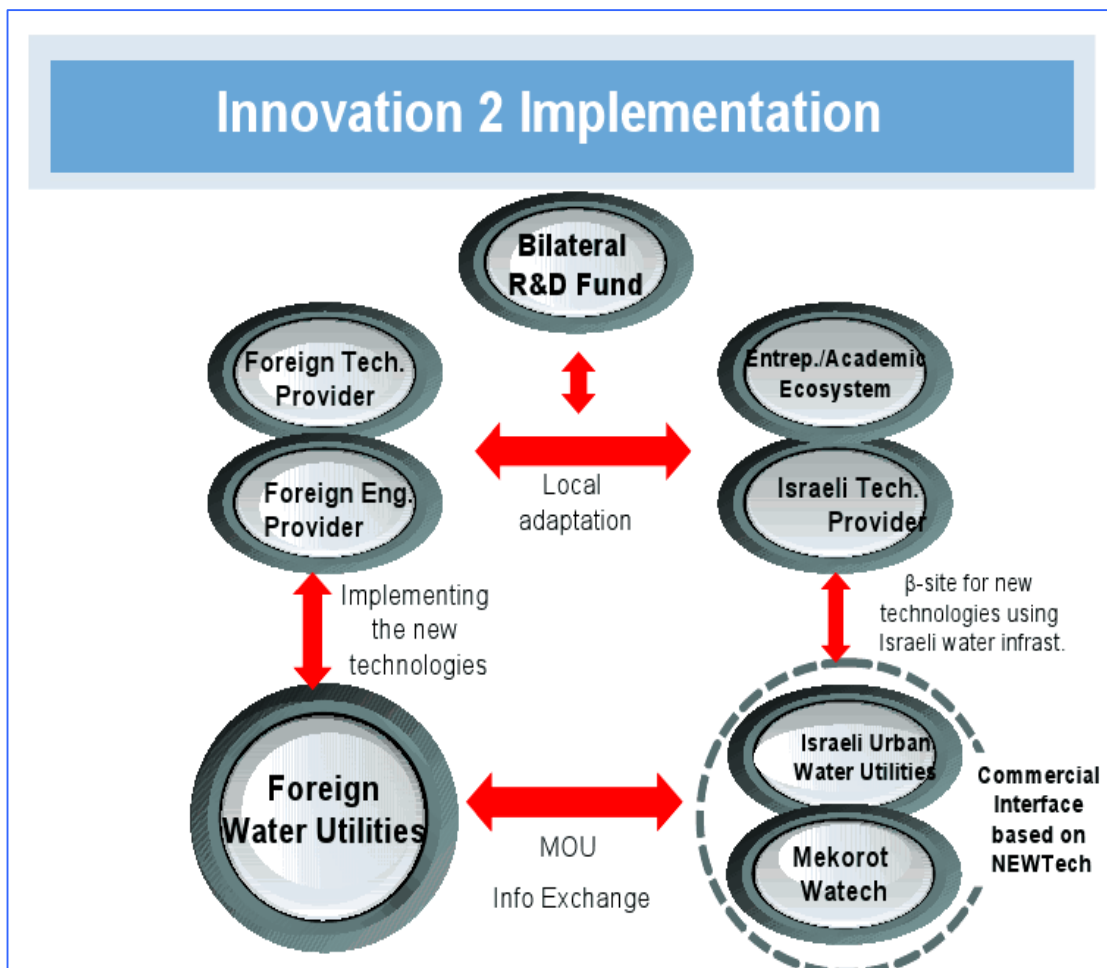 Innovation 2 Implementation
Bilateral
R&D Fund
Foreign Tech.
Provider
Entrep./Academic
Ecosystem
Foreign Eng.
Provider
Local
adaptation
Israeli Tech.
Provider
Implementing
the new
technologies
β-site for new
technologies using
Israeli water infrast.
Foreign
Water Utilities
MOU
Info Exchange
Israeli Urban
Water Utilities
Mekorot
Watech
Commercial
Interface
based on
NEWTech